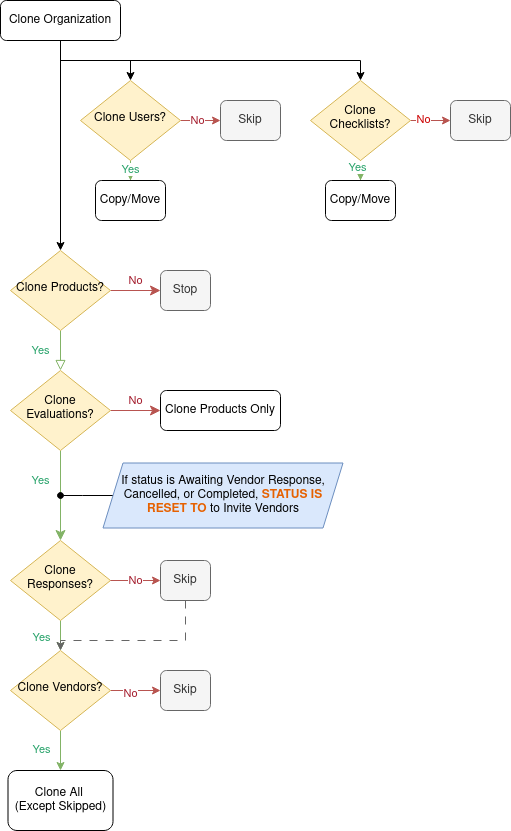 Clone Organization
Clone Users?
No
Skip
Clone
Checklists?
No
Skip
Yes
Copy/Move
Yes
Copy/Move
Clone Products?
No
Stop
Yes
Clone
Evaluations?
No
Clone Products Only
Yes
If status is Awaiting Vendor Response,
Cancelled, or Completed, STATUS IS
RESET TO to Invite Vendors
Clone
Responses?
No
Skip
Yes
Clone Vendors?
No
Skip
Yes
Clone All
(Except Skipped)